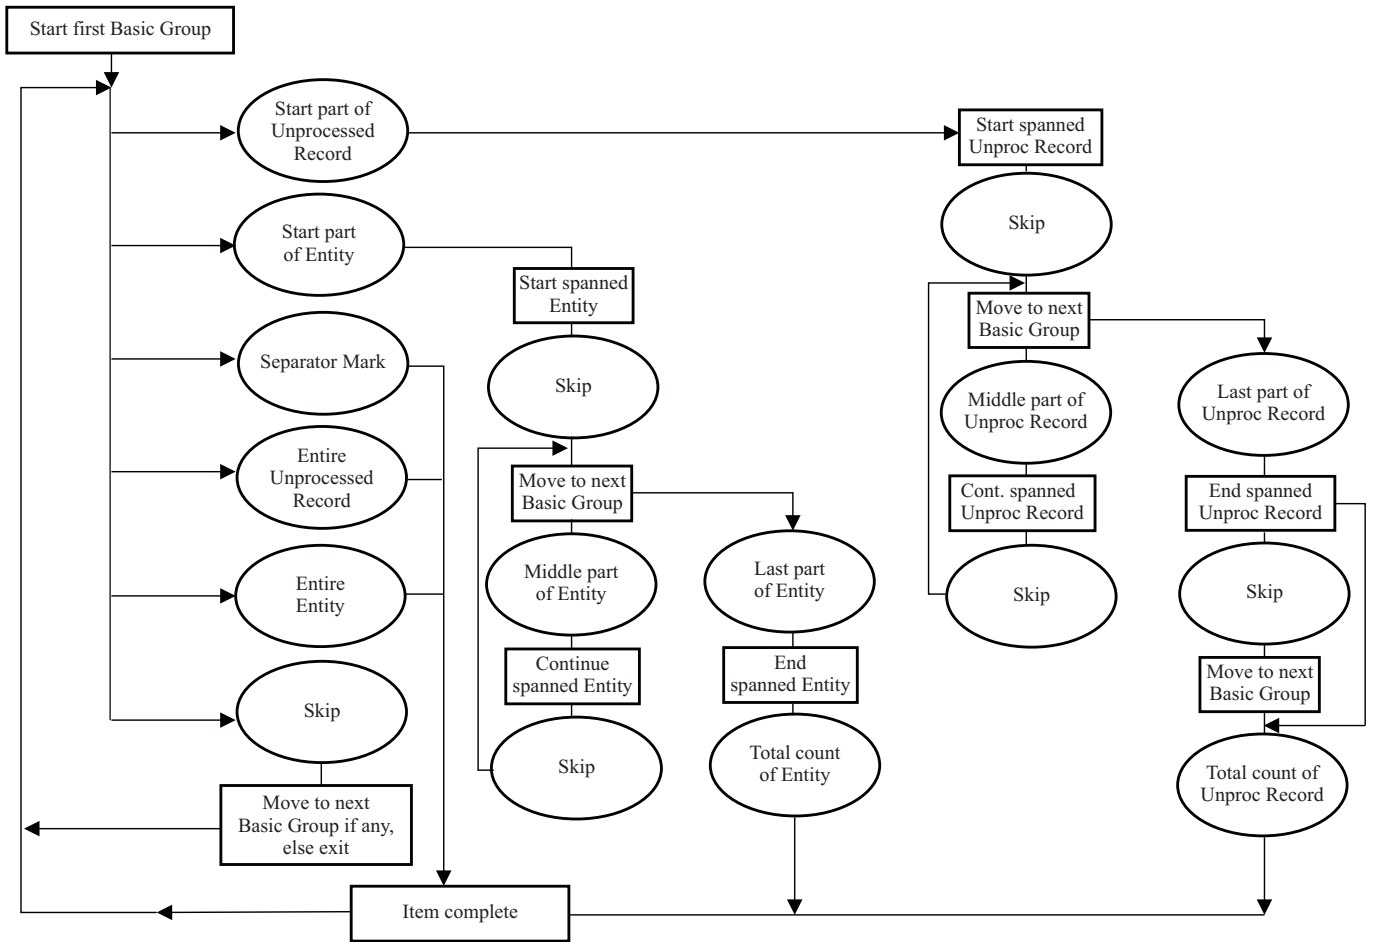 Start first Basic Group
Start part of
Unprocessed
Record
Start part
of Entity
Separator Mark
Entire
Unprocessed
Record
Entire
Entity
Skip
Move to next
Basic Group if any,
else exit
Item complete
Start spanned
Entity
Skip
Move to next
Basic Group
Middle part
of Entity
Continue
spanned Entity
Skip
Last part
of Entity
End
spanned Entity
Total count
of Entity
Start spanned
Unproc Record
Skip
Move to next
Basic Group
Middle part of
Unproc Record
Cont. spanned
Unproc Record
Skip
Last part of
Unproc Record
End spanned
Unproc Record
Skip
Move to next
Basic Group
Total count of
Unproc Record